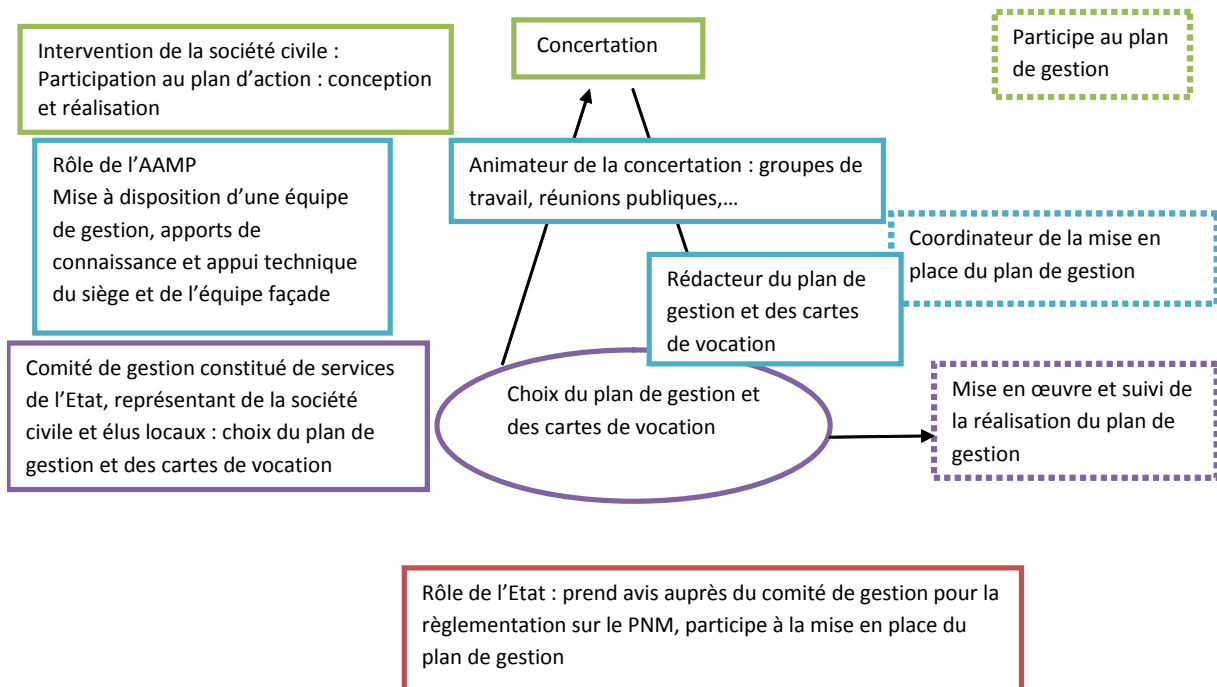 Intervention de la société civile :
Participation au plan d’action : conception
et réalisation
Concertation
Participe au plan
de gestion
Rôle de l’AAMP
Mise à disposition d’une équipe
de gestion, apports de
connaissance et appui technique
du siège et de l’équipe façade
Animateur de la concertation : groupes de
travail, réunions publiques,…
Coordinateur de la mise en
place du plan de gestion
Rédacteur du plan de
gestion et des cartes
de vocation
Comité de gestion constitué de services
de l’Etat, représentant de la société
civile et élus locaux : choix du plan de
gestion et des cartes de vocation
Choix du plan de gestion et
des cartes de vocation
Mise en œuvre et suivi de
la réalisation du plan de
gestion
Rôle de l’Etat : prend avis auprès du comité de gestion pour la
règlementation sur le PNM, participe à la mise en place du
plan de gestion